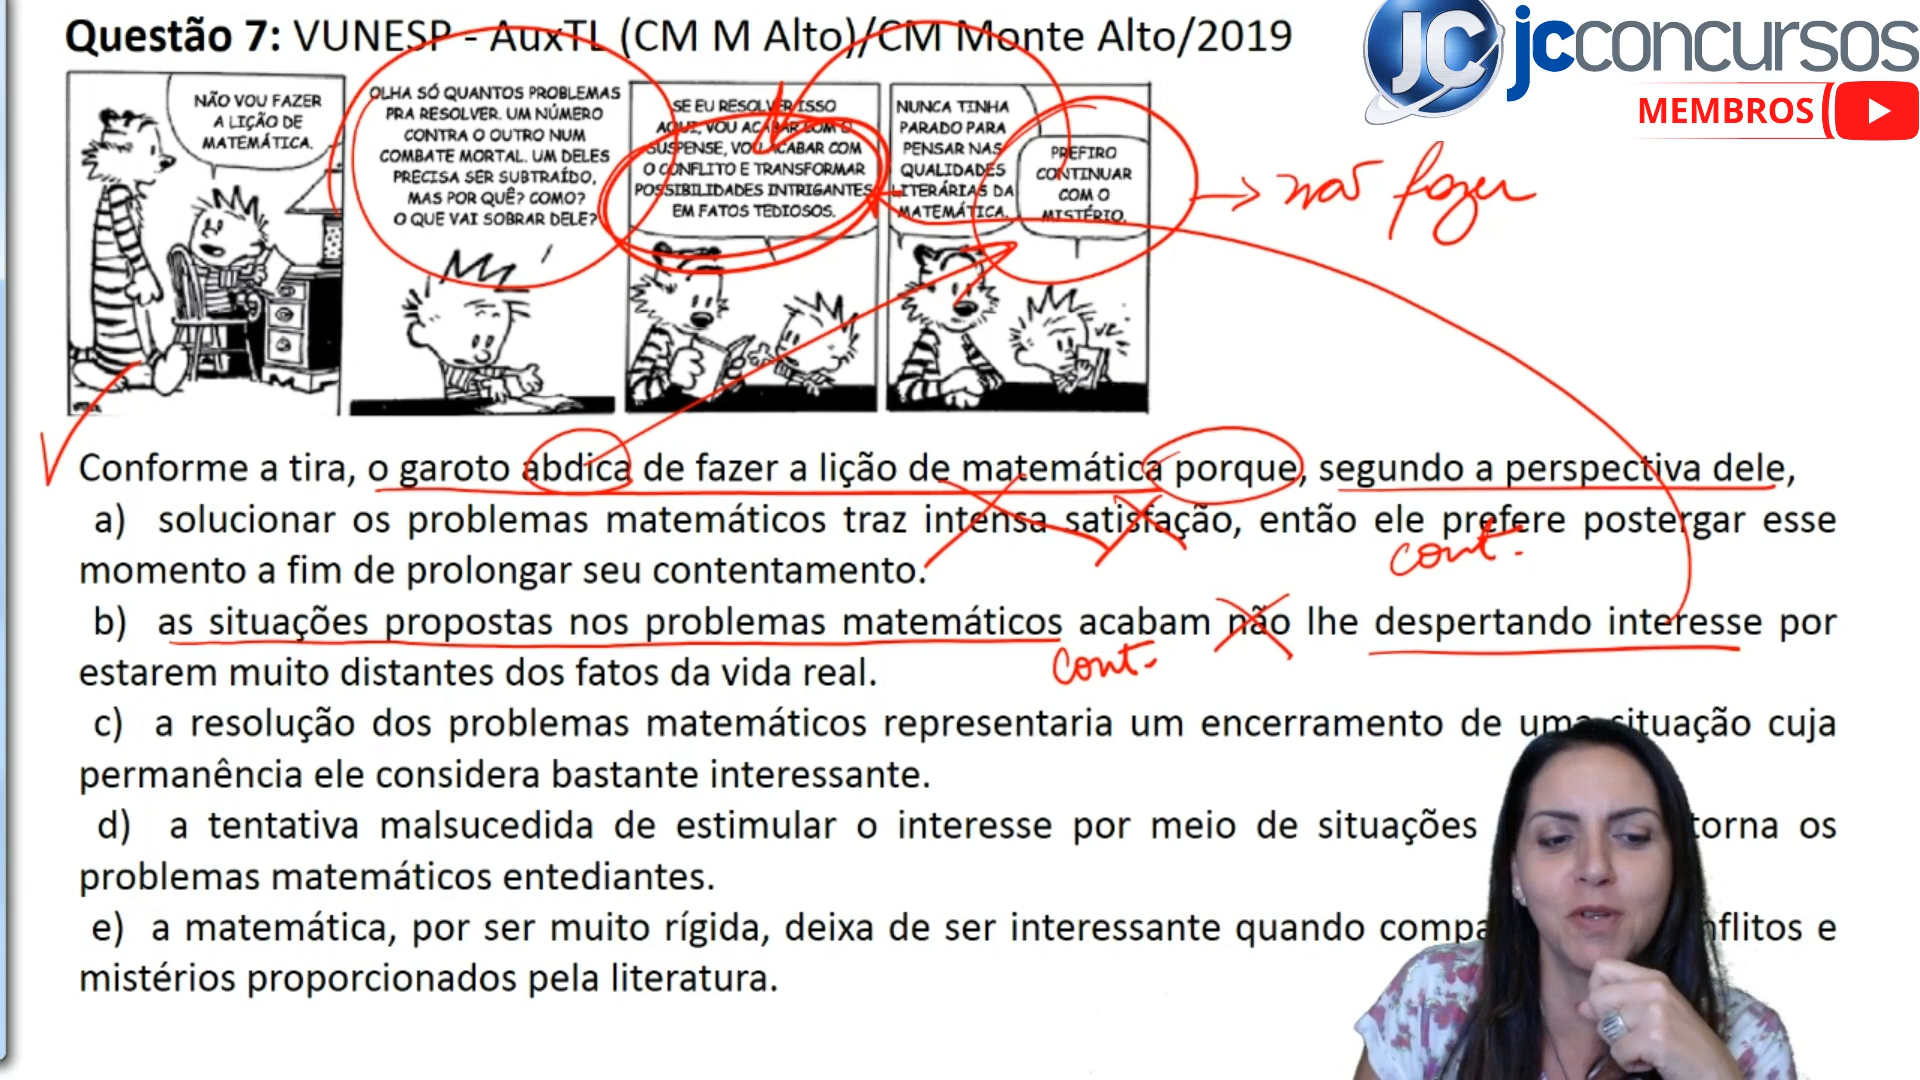 Questão 7: VUNESP - AuxTL (CM M Alto)/CM Monte Alto/2019
JC jcconcursos
MEMBROS
NÃO VOU FAZER
A LIÇÃO DE
MATEMÁTICA.
OLHA SÓ QUANTOS PROBLEMAS
PRA RESOLVER. UM NÚMERO
CONTRA O OUTRO NUM
COMBATE MORTAL. UM DELES
PRECISA SER SUBTRAÍDO,
MAS POR QUÊ? COMO?
O QUE VAI SOBRAR DELE?
SE EU RESOLVER ISSO
AQUI, VOU ACABAR COM O
SUSPENSE, VOU ACABAR COM
O CONFLITO E TRANSFORMAR
POSSIBILIDADES INTRIGANTES
EM FATOS TEDIOSOS.
NUNCA TINHA
PARADO PARA
PENSAR NAS
QUALIDADES
LITERÁRIAS DA
MATEMÁTICA.
PREFIRO
CONTINUAR
COM O
MISTÉRIO.
não fazer
Conforme a tira, o garoto abdica de fazer a lição de matemática porque, segundo a perspectiva dele,
a) solucionar os problemas matemáticos traz intensa satisfação, então ele prefere postergar esse
cont.
momento a fim de prolongar seu contentamento.
b) as situações propostas nos problemas matemáticos acabam não lhe despertando interesse por
cont.
estarem muito distantes dos fatos da vida real.
c) a resolução dos problemas matemáticos representaria um encerramento de uma situação cuja
permanência ele considera bastante interessante.
d) a tentativa malsucedida de estimular o interesse por meio de situações torna os
problemas matemáticos entediantes.
e) a matemática, por ser muito rígida, deixa de ser interessante quando compa nflitos e
mistérios proporcionados pela literatura.